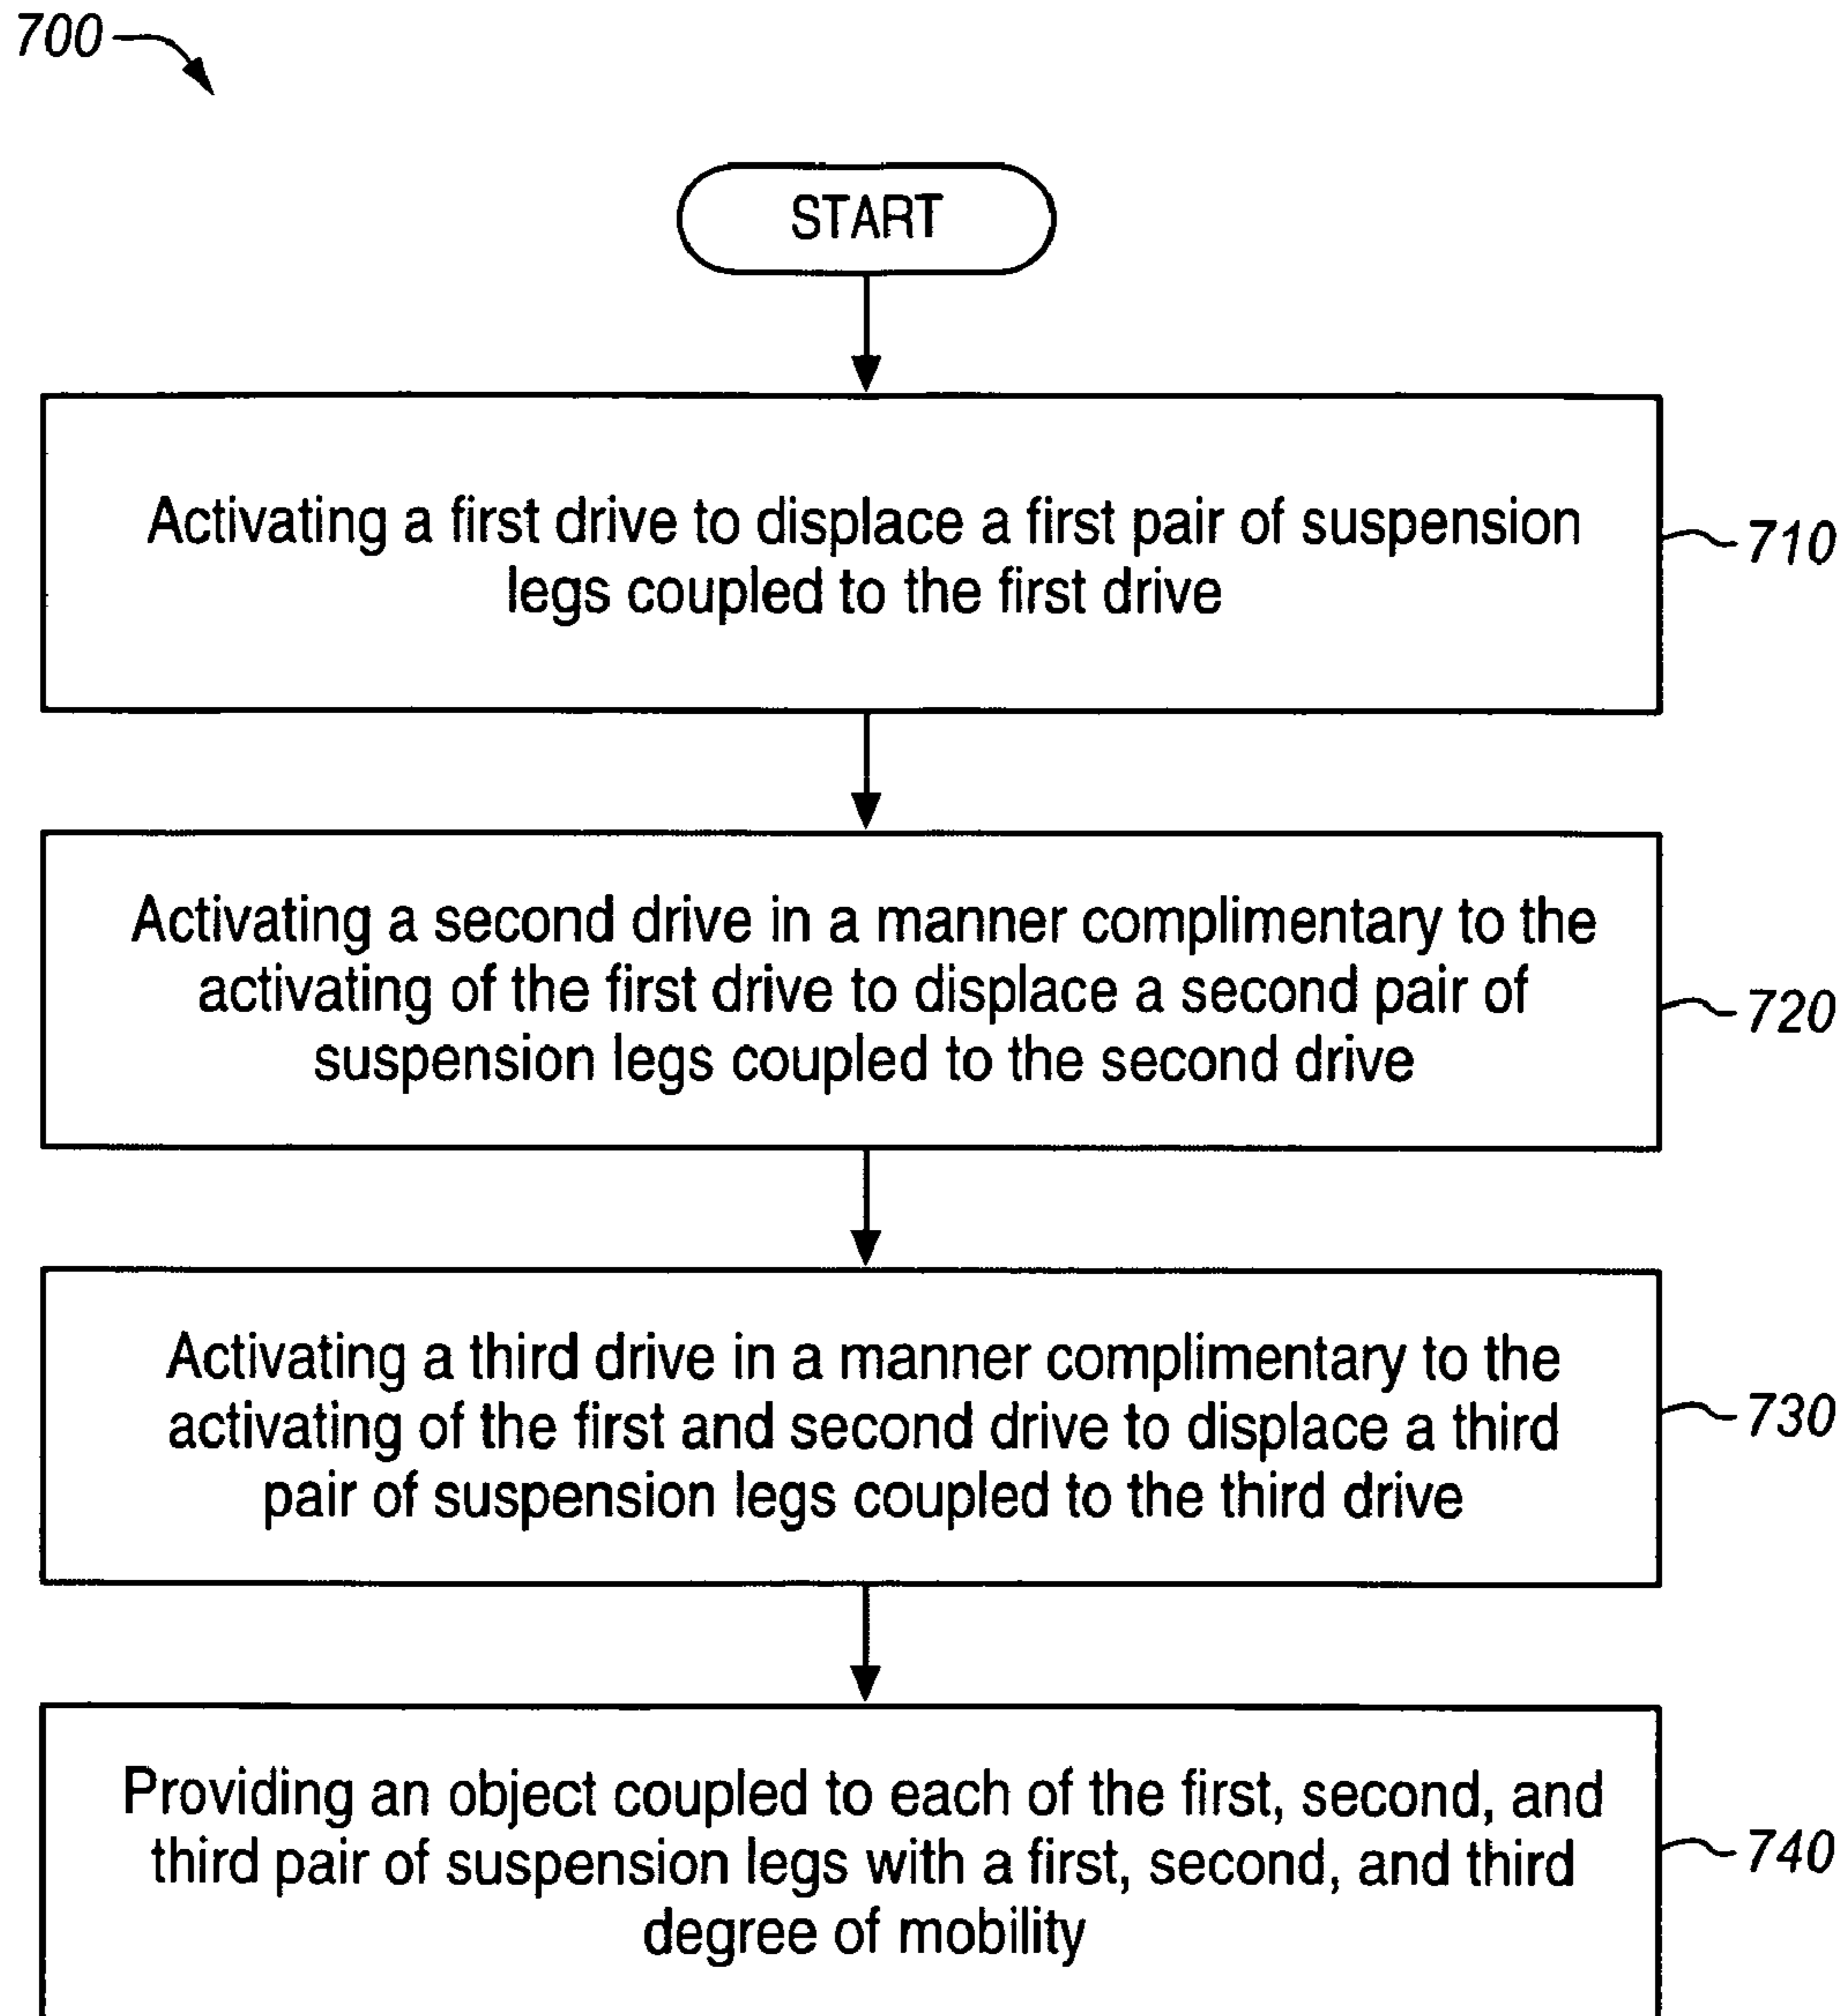 700
START
Activating a first drive to displace a first pair of suspension
legs coupled to the first drive
710
Activating a second drive in a manner complimentary to the
activating of the first drive to displace a second pair of
suspension legs coupled to the second drive
720
Activating a third drive in a manner complimentary to the
activating of the first and second drive to displace a third
pair of suspension legs coupled to the third drive
730
Providing an object coupled to each of the first, second, and
third pair of suspension legs with a first, second, and third
degree of mobility
740